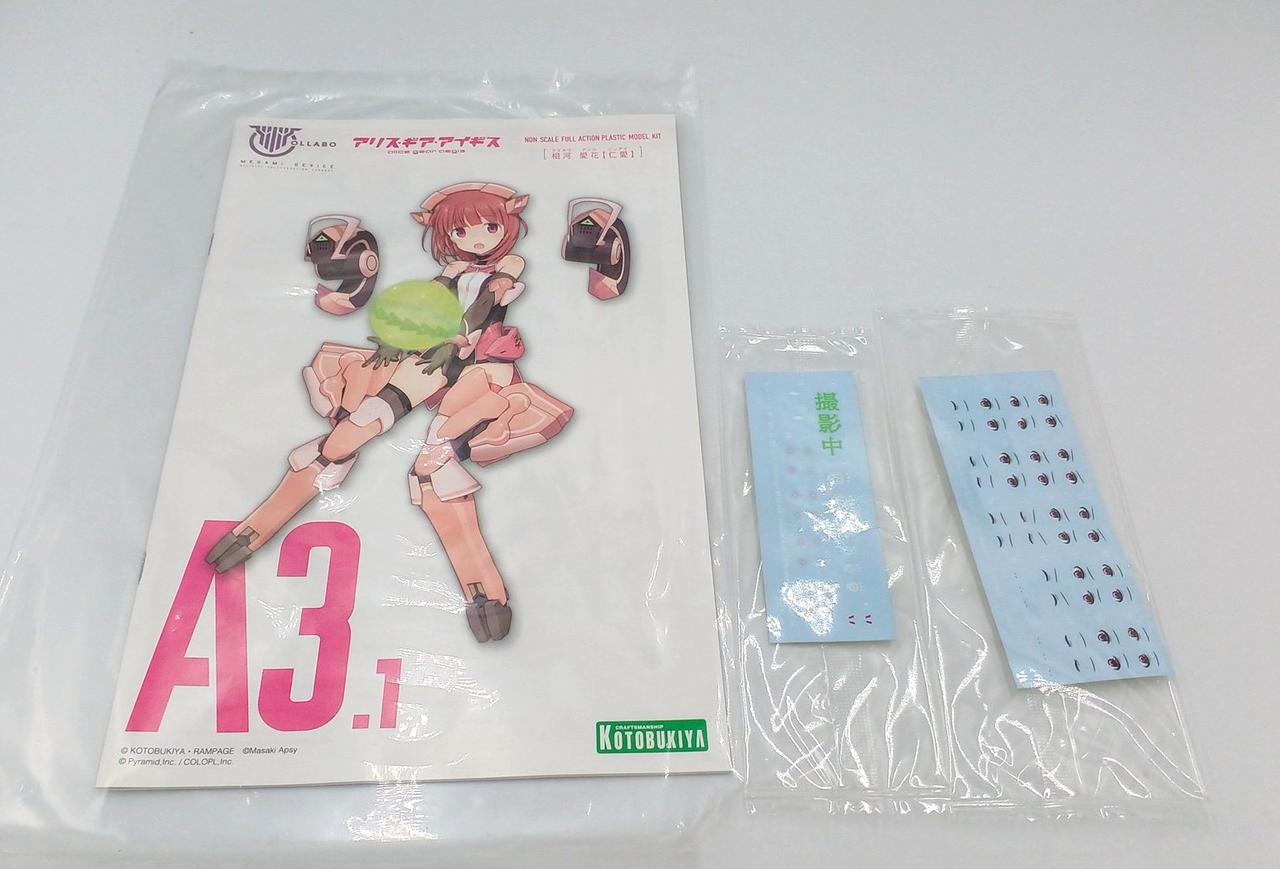 COLLABO
MEGAMI DEVICE
アリス・ギア・アイギス
alice gear aegis
NON SCALE FULL ACTION PLASTIC MODEL KIT
[相河 愛花【仁愛】]
A3.1
© KOTOBUKIYA・RAMPAGE ©Masaki Apsy
© Pyramid,Inc. / COLOPL,Inc.
CRAFTSMANSHIP
KOTOBUKIYA
撮影中